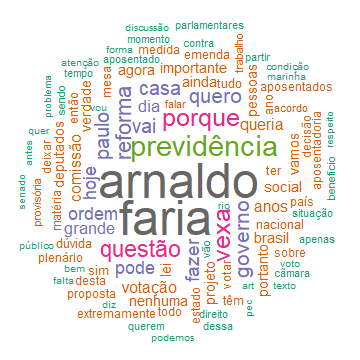 discussão
momento parlamentares
forma contra
atenção aposentado medida emenda
tempo mesa agora importante trabalho
vou casa ainda tudo partir
problema sendo então verdade paulo reforma dia falar quero pessoas ano condição marinha
aposentados
acordo
quer deixar deputados comissão hoje vai porque queria
vamos decisão aposentadoria
antes previdência
ter benefício respeito
arnaldo
senado provisória matéria ordem faria vexa governo social
anos país
situação
grande rio nacional
questão fazer brasil apenas
público dúvida pode lei projeto vão portanto sobre
plenário sim votar voto
bem desta votação têm câmara
falta proposta nenhuma estado pec art texto
diz todo direito
extremamente dessa
querem
podemos